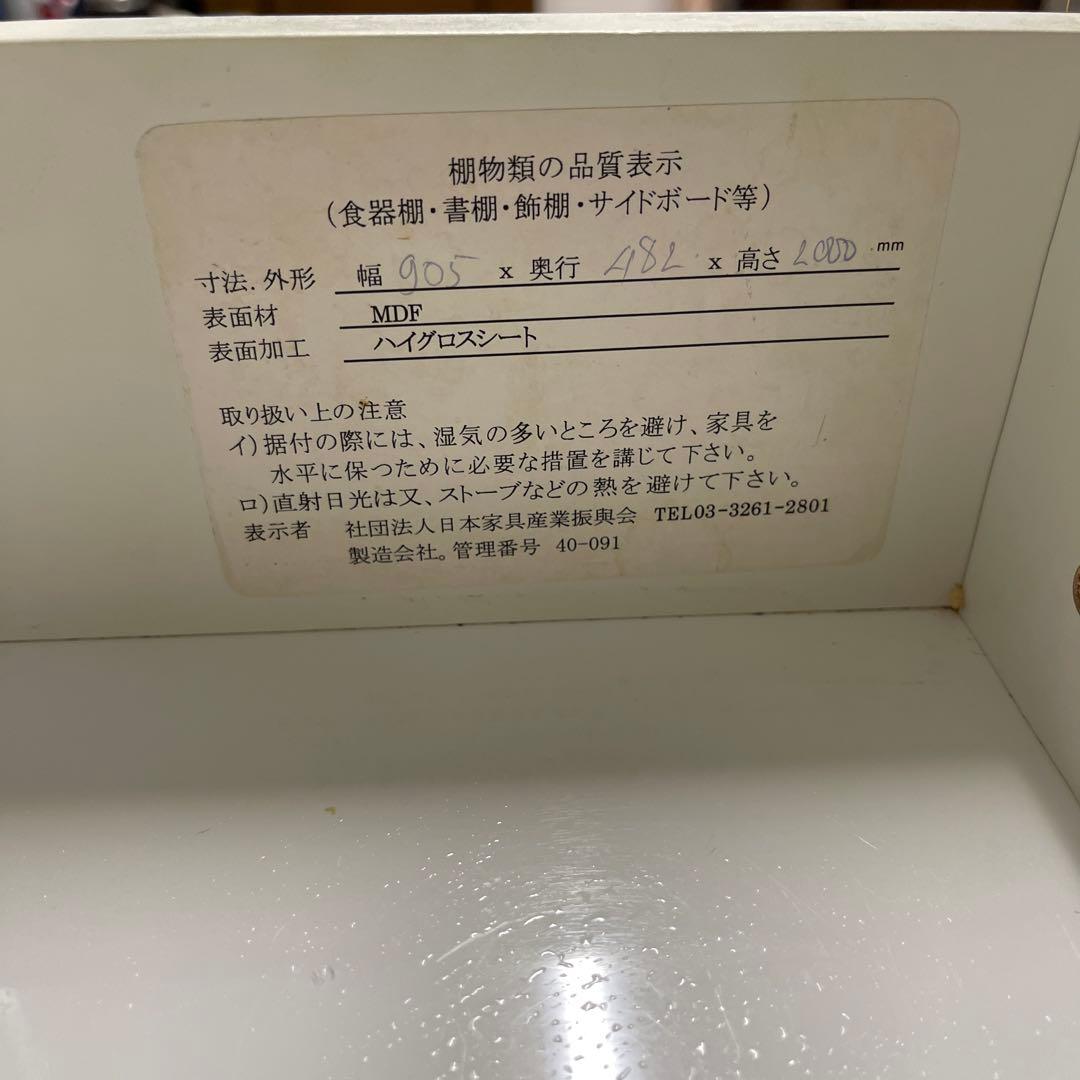 棚物類の品質表示
(食器棚・書棚・飾棚・サイドボード等)
寸法.外形 幅 905 x 奥行 482 x 高さ mm
表面材 MDF
表面加工 ハイグロスシート
取り扱い上の注意
イ)据付の際には、湿気の多いところを避け、家具を
水平に保つために必要な措置を講じて下さい。
ロ)直射日光は又、ストーブなどの熱を避けて下さい。
表示者 社団法人日本家具産業振興会 TEL03-3261-2801
製造会社。管理番号 40-091